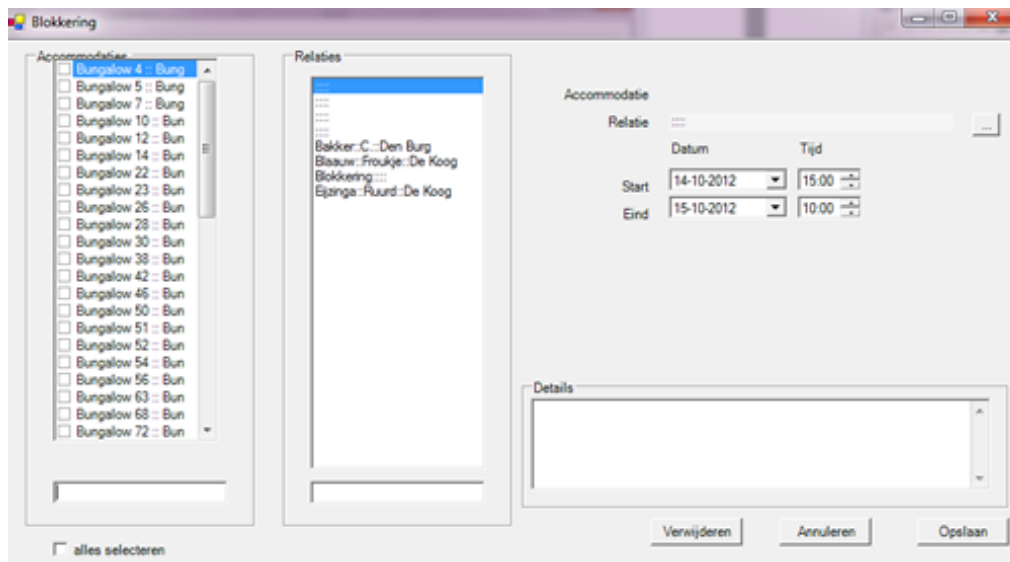 Blokkering
Accommodaties
Bungalow 4 :: Bung
Bungalow 5 :: Bung
Bungalow 7 :: Bung
Bungalow 10 :: Bun
Bungalow 12 :: Bun
Bungalow 14 :: Bun
Bungalow 22 :: Bun
Bungalow 23 :: Bun
Bungalow 26 :: Bun
Bungalow 28 :: Bun
Bungalow 30 :: Bun
Bungalow 38 :: Bun
Bungalow 42 :: Bun
Bungalow 46 :: Bun
Bungalow 50 :: Bun
Bungalow 51 :: Bun
Bungalow 52 :: Bun
Bungalow 54 :: Bun
Bungalow 56 :: Bun
Bungalow 63 :: Bun
Bungalow 68 :: Bun
Bungalow 72 :: Bun
alles selecteren
Relaties
::::
::::
::::
::::
Bakker::C.::Den Burg
Blaauw::Froukje::De Koog
Blokkering::::
Eijzinga::Ruurd::De Koog
Accommodatie
Relatie :::: ...
Datum Tijd
Start 14-10-2012 15:00
Eind 15-10-2012 10:00
Details
Verwijderen Annuleren Opslaan